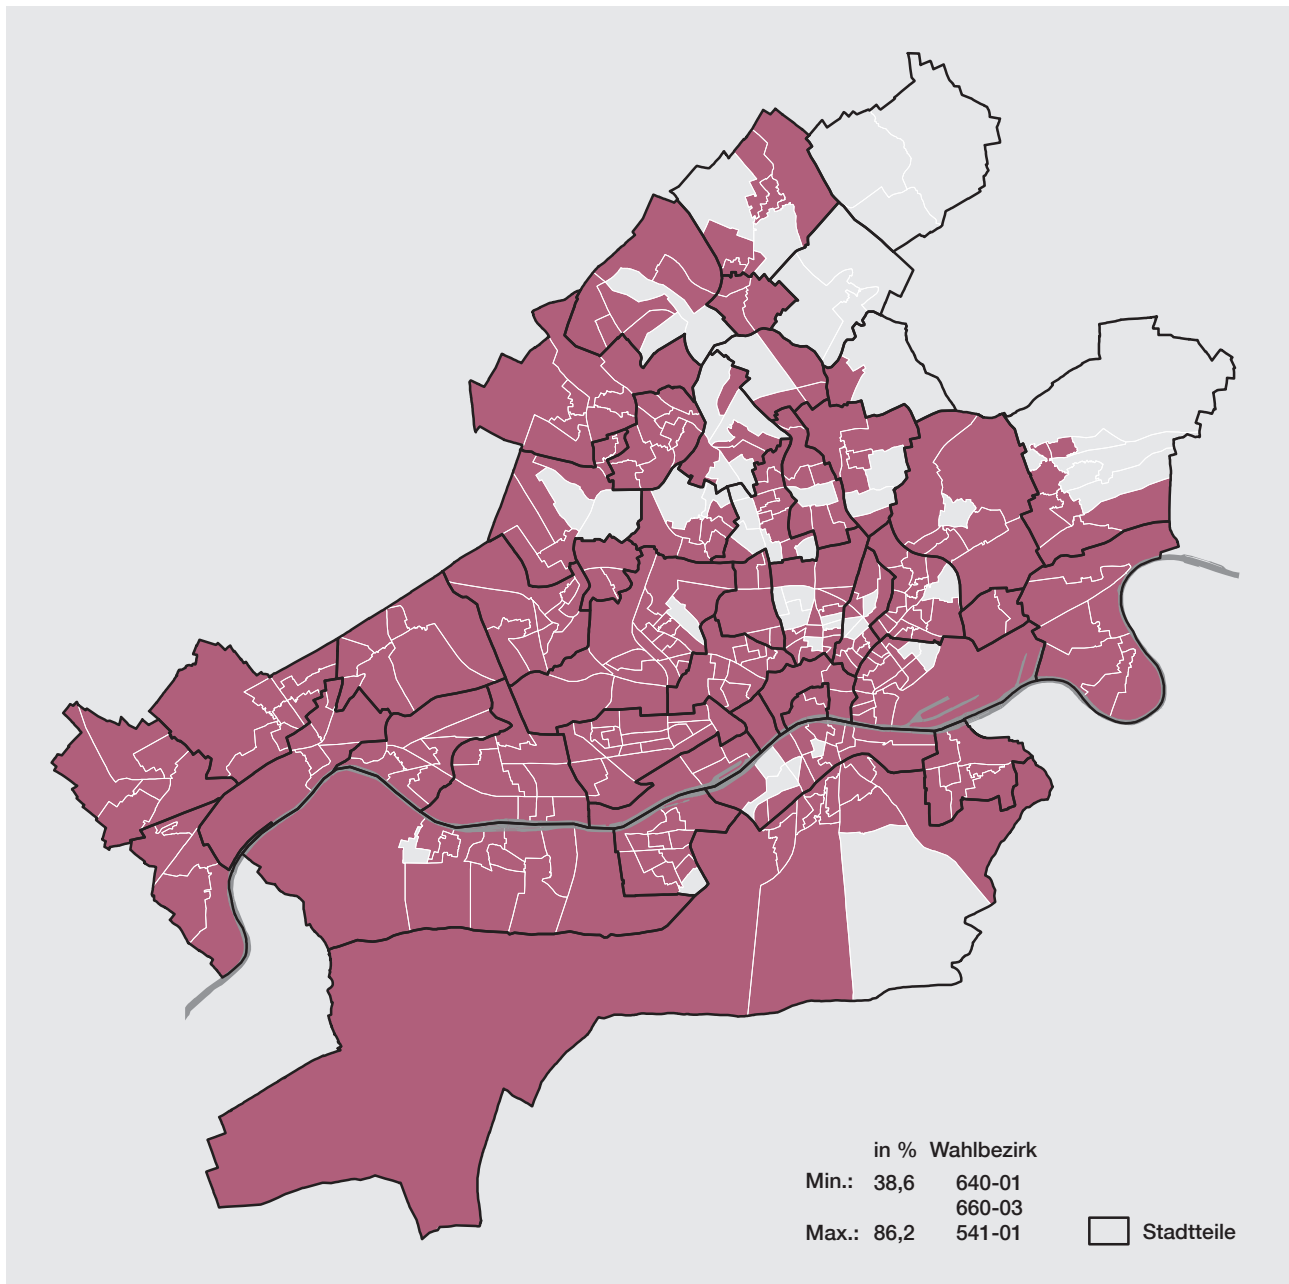 in % Wahlbezirk
Min.: 38,6 640-01
660-03
Max.: 86,2 541-01
Stadtteile